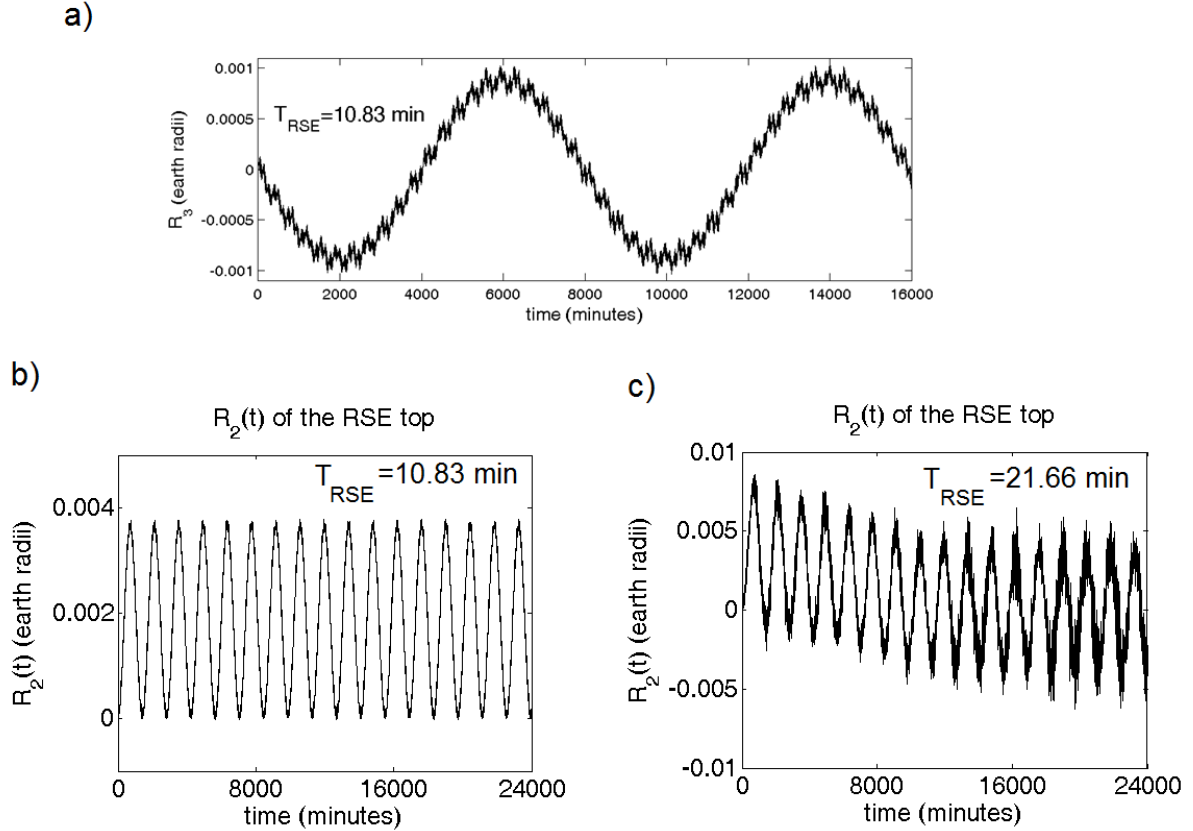 a)
0.001
0.0005
0
-0.0005
-0.001
R3 (earth radii)
TRSE=10.83 min
0 2000 4000 6000 8000 10000 12000 14000 16000
time (minutes)
b)
R2(t) of the RSE top
TRSE=10.83 min
0.004
0.002
0
R2(t) (earth radii)
0 8000 16000 24000
time (minutes)
c)
R2(t) of the RSE top
TRSE=21.66 min
0.01
0.005
0
-0.005
-0.01
R2(t) (earth radii)
0 8000 16000 24000
time (minutes)